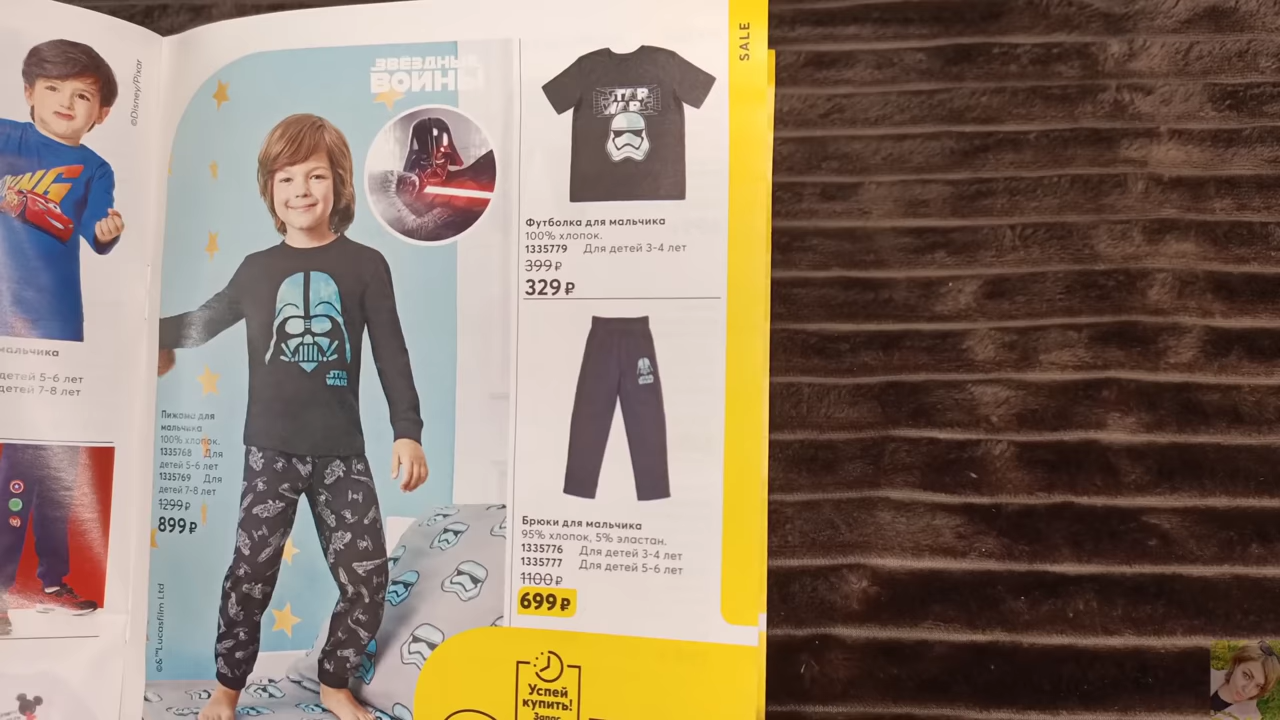 ©Disney/Pixar
мальчика
детей 5-6 лет
детей 7-8 лет
ЗВЕЗДНЫЕ
ВОЙНЫ
STAR
WARS
Пижама для
мальчика
100% хлопок.
1335768 Для
детей 5-6 лет
1335769 Для
детей 7-8 лет
1299 ₽
899 ₽
©&™Lucasfilm Ltd
STAR
WARS
Футболка для мальчика
100% хлопок.
1335779 Для детей 3-4 лет
399 ₽
329 ₽
Брюки для мальчика
95% хлопок, 5% эластан.
1335776 Для детей 3-4 лет
1335777 Для детей 5-6 лет
1100 ₽
699 ₽
SALE
Успей
купить!
Запас